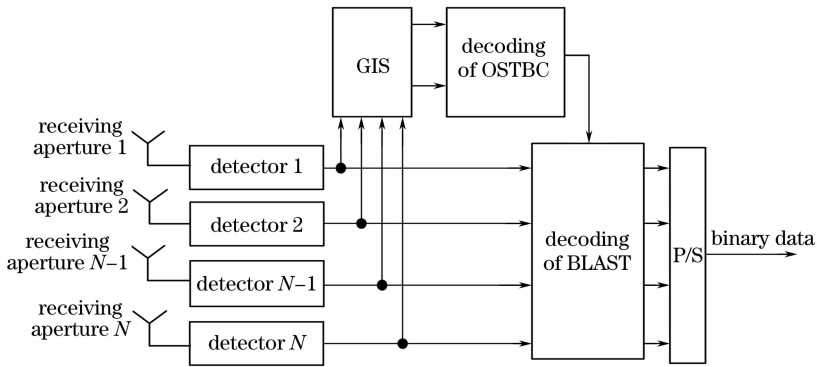 GIS
decoding
of OSTBC
receiving
aperture 1
detector 1
receiving
aperture 2
detector 2
receiving
aperture N−1
detector N−1
receiving
aperture N
detector N
decoding
of BLAST
P/S
binary data